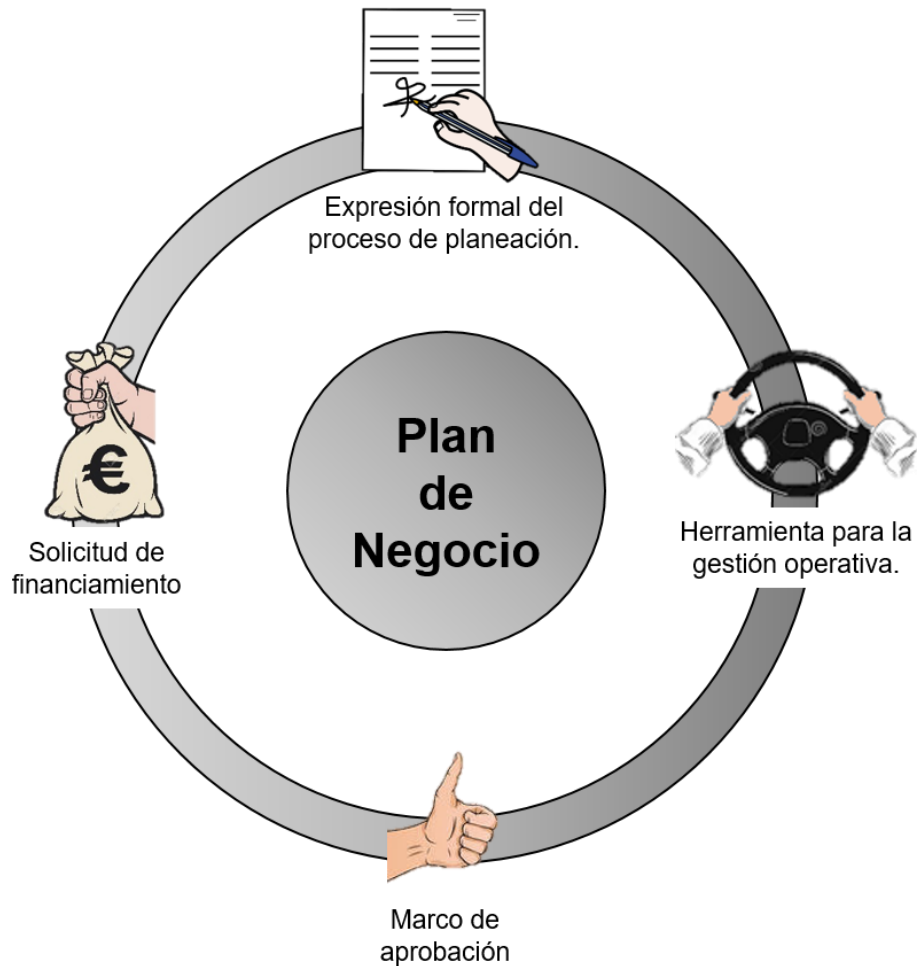 Expresión formal del
proceso de planeación.
Plan
de
Negocio
€
Solicitud de
financiamiento
Herramienta para la
gestión operativa.
Marco de
aprobación